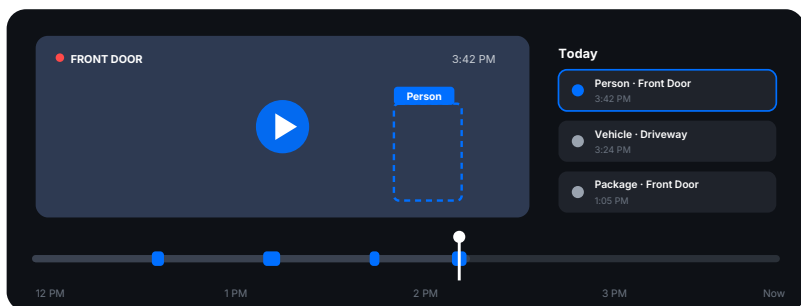 FRONT DOOR
3:42 PM
Person
Today
Person · Front Door
3:42 PM
Vehicle · Driveway
3:24 PM
Package · Front Door
1:05 PM
12 PM
1 PM
2 PM
3 PM
Now